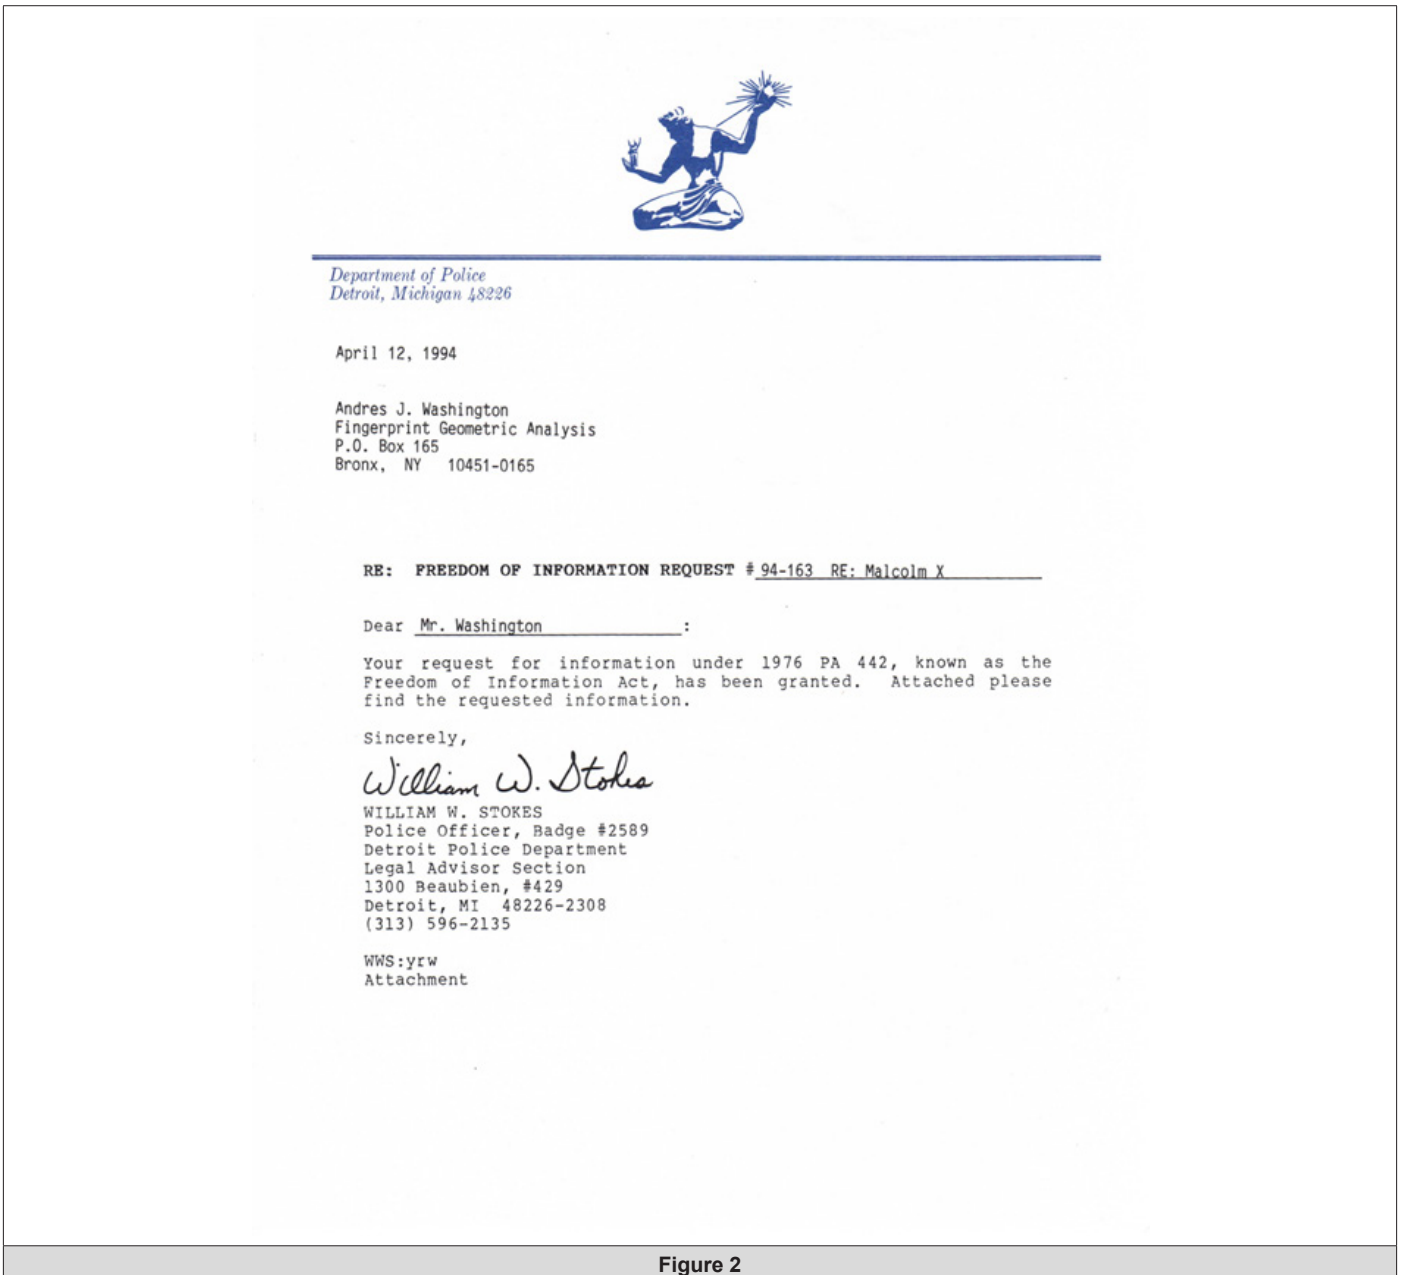 Department of Police
Detroit, Michigan 48226
April 12, 1994
Andres J. Washington
Fingerprint Geometric Analysis
P.O. Box 165
Bronx, NY 10451-0165
RE: FREEDOM OF INFORMATION REQUEST # 94-163 RE: Malcolm X
Dear Mr. Washington :
Your request for information under 1976 PA 442, known as the
Freedom of Information Act, has been granted. Attached please
find the requested information.
Sincerely,
William W. Stokes
WILLIAM W. STOKES
Police Officer, Badge #2589
Detroit Police Department
Legal Advisor Section
1300 Beaubien, #429
Detroit, MI 48226-2308
(313) 596-2135
WWS:yrw
Attachment
Figure 2